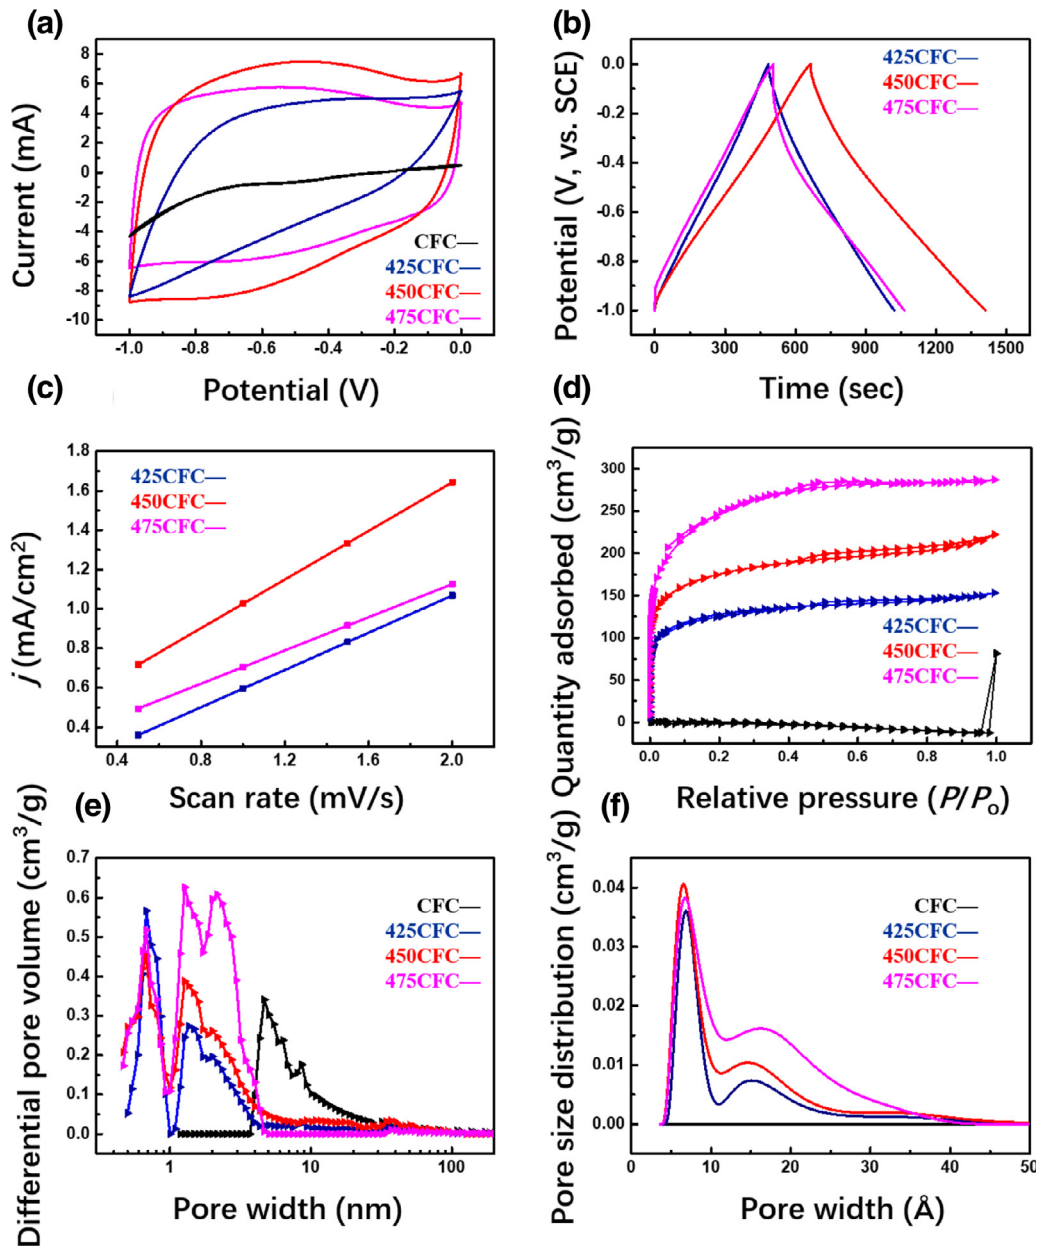 (a)
Current (mA)
8
6
4
2
0
-2
-4
-6
-8
-10
CFC—
425CFC—
450CFC—
475CFC—
-1.0
-0.8
-0.6
-0.4
-0.2
0.0
Potential (V)
(b)
Potential (V, vs. SCE)
0.0
-0.2
-0.4
-0.6
-0.8
-1.0
425CFC—
450CFC—
475CFC—
0
300
600
900
1200
1500
Time (sec)
(c)
j (mA/cm²)
1.8
1.6
1.4
1.2
1.0
0.8
0.6
0.4
425CFC—
450CFC—
475CFC—
0.4
0.8
1.2
1.6
2.0
Scan rate (mV/s)
(d)
Quantity adsorbed (cm³/g)
300
250
200
150
100
50
0
425CFC—
450CFC—
475CFC—
0.0
0.2
0.4
0.6
0.8
1.0
Relative pressure (P/Po)
(e)
Differential pore volume (cm³/g)
0.7
0.6
0.5
0.4
0.3
0.2
0.1
0.0
CFC—
425CFC—
450CFC—
475CFC—
1
10
100
Pore width (nm)
(f)
Pore size distribution (cm³/g)
0.04
0.03
0.02
0.01
0.00
CFC—
425CFC—
450CFC—
475CFC—
0
10
20
30
40
50
Pore width (Å)